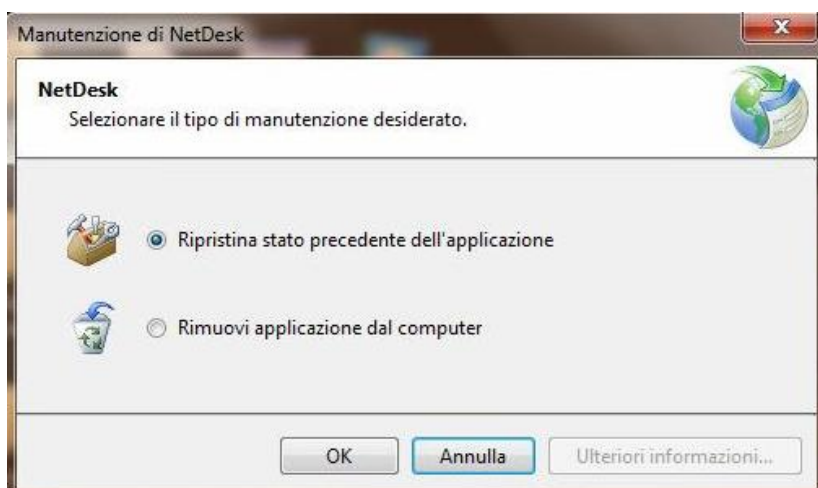 Manutenzione di NetDesk
NetDesk
Selezionare il tipo di manutenzione desiderato.
Ripristina stato precedente dell'applicazione
Rimuovi applicazione dal computer
OK Annulla Ulteriori informazioni...